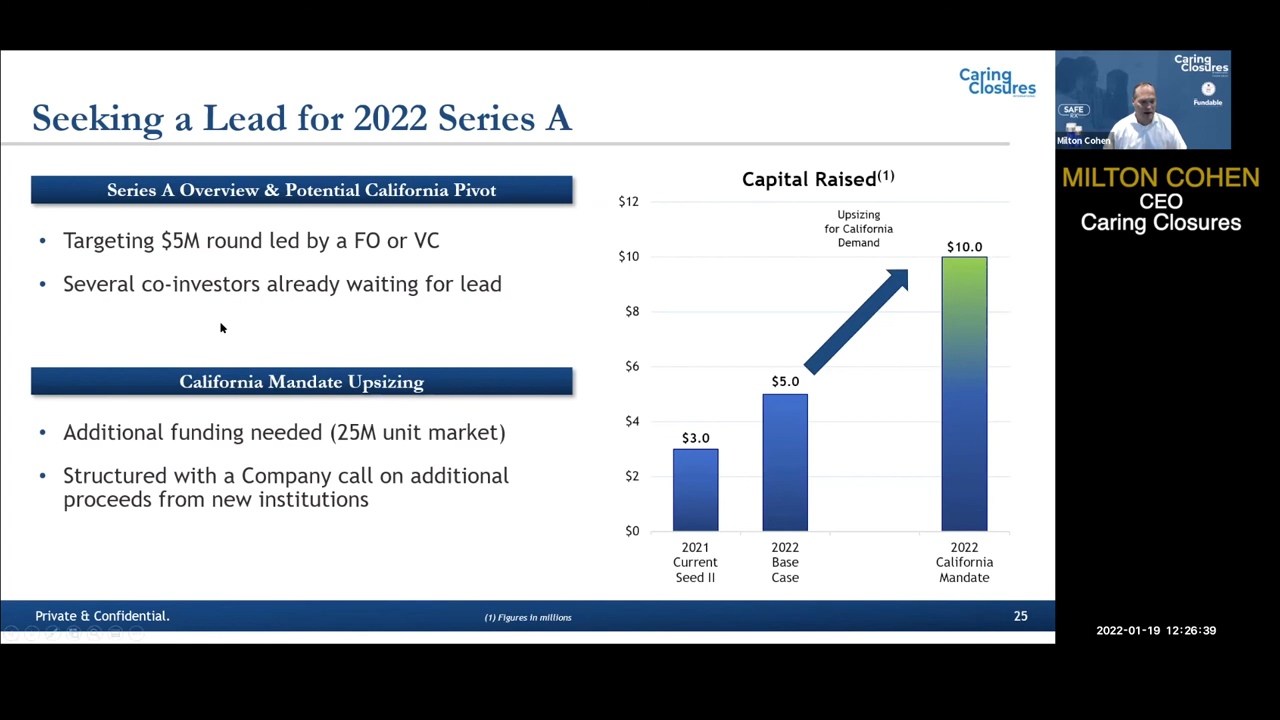 Caring
Closures
Seeking a Lead for 2022 Series A
Series A Overview & Potential California Pivot
• Targeting $5M round led by a FO or VC
• Several co-investors already waiting for lead
California Mandate Upsizing
• Additional funding needed (25M unit market)
• Structured with a Company call on additional
proceeds from new institutions
Capital Raised(1)
$12
$10
$8
$6
$4
$2
$0
Upsizing
for California
Demand
$3.0
$5.0
$10.0
2021
Current
Seed II
2022
Base
Case
2022
California
Mandate
Private & Confidential.
(1) Figures in millions
25
Caring
Closures
Fundable
SAFE
Milton Cohen
MILTON COHEN
CEO
Caring Closures
2022-01-19 12:26:39